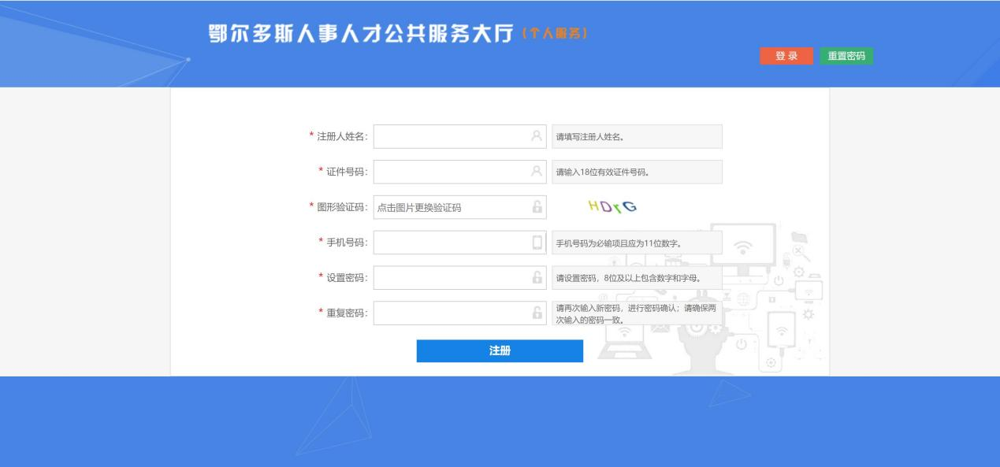 鄂尔多斯人事人才公共服务大厅（个人服务）
登 录 重置密码
* 注册人姓名： 请填写注册人姓名。
* 证件号码： 请输入18位有效证件号码。
* 图形验证码： 点击图片更换验证码 HDrG
* 手机号码： 手机号码为必输项目应为11位数字。
* 设置密码： 请设置密码，8位及以上包含数字和字母。
* 重复密码： 请再次输入新密码，进行密码确认；请确保两
次输入的密码一致。
注册